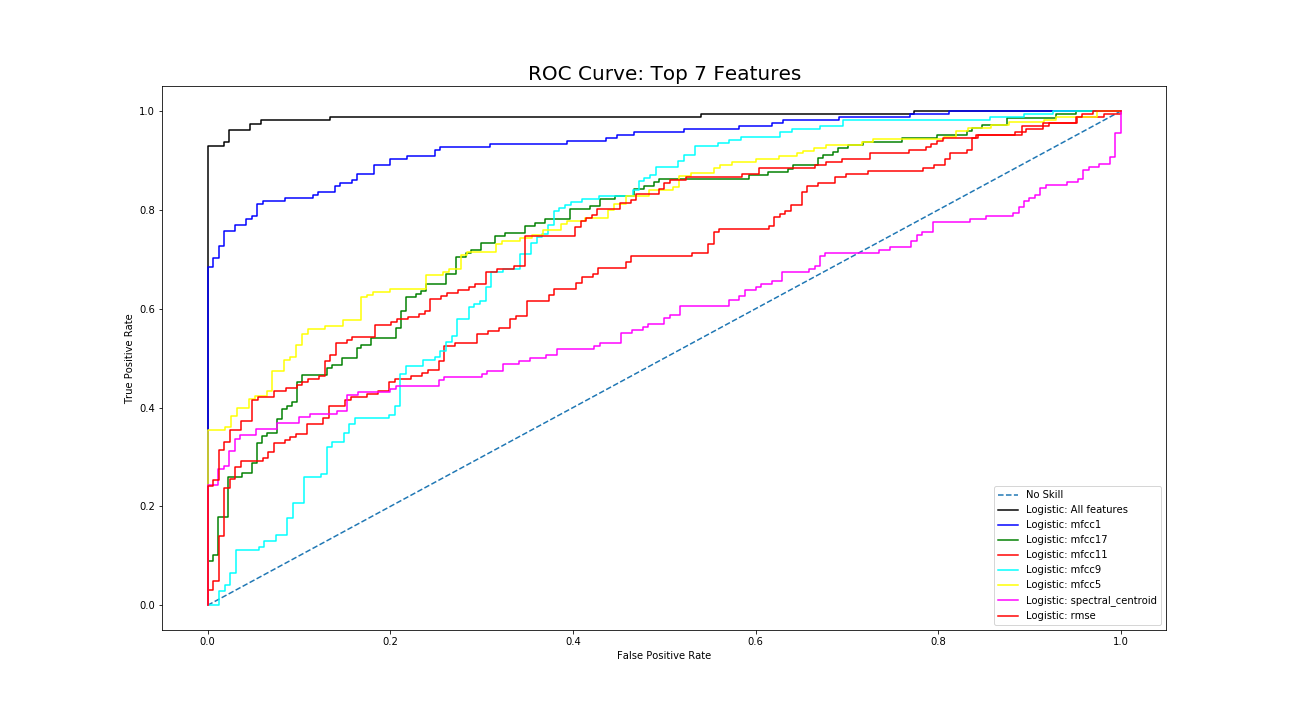 ROC Curve: Top 7 Features
True Positive Rate
1.0
0.8
0.6
0.4
0.2
0.0
0.0 0.2 0.4 0.6 0.8 1.0
False Positive Rate
No Skill
Logistic: All features
Logistic: mfcc1
Logistic: mfcc17
Logistic: mfcc11
Logistic: mfcc9
Logistic: mfcc5
Logistic: spectral_centroid
Logistic: rmse